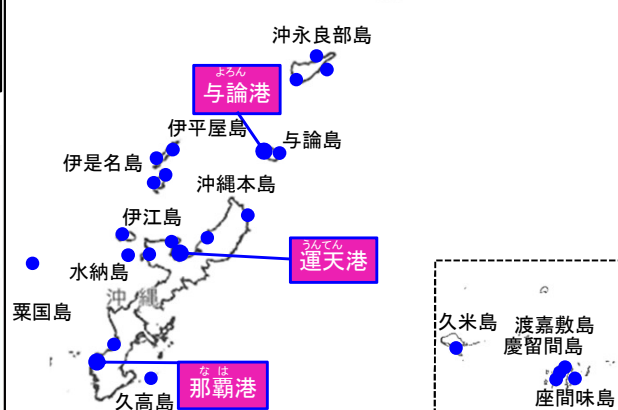 沖永良部島
よろん
与論港
伊平屋島
与論島
伊是名島
沖縄本島
伊江島
うんてん
運天港
水納島
沖縄
粟国島
久米島
渡嘉敷島
慶留間島
なは
那覇港
座間味島
久高島